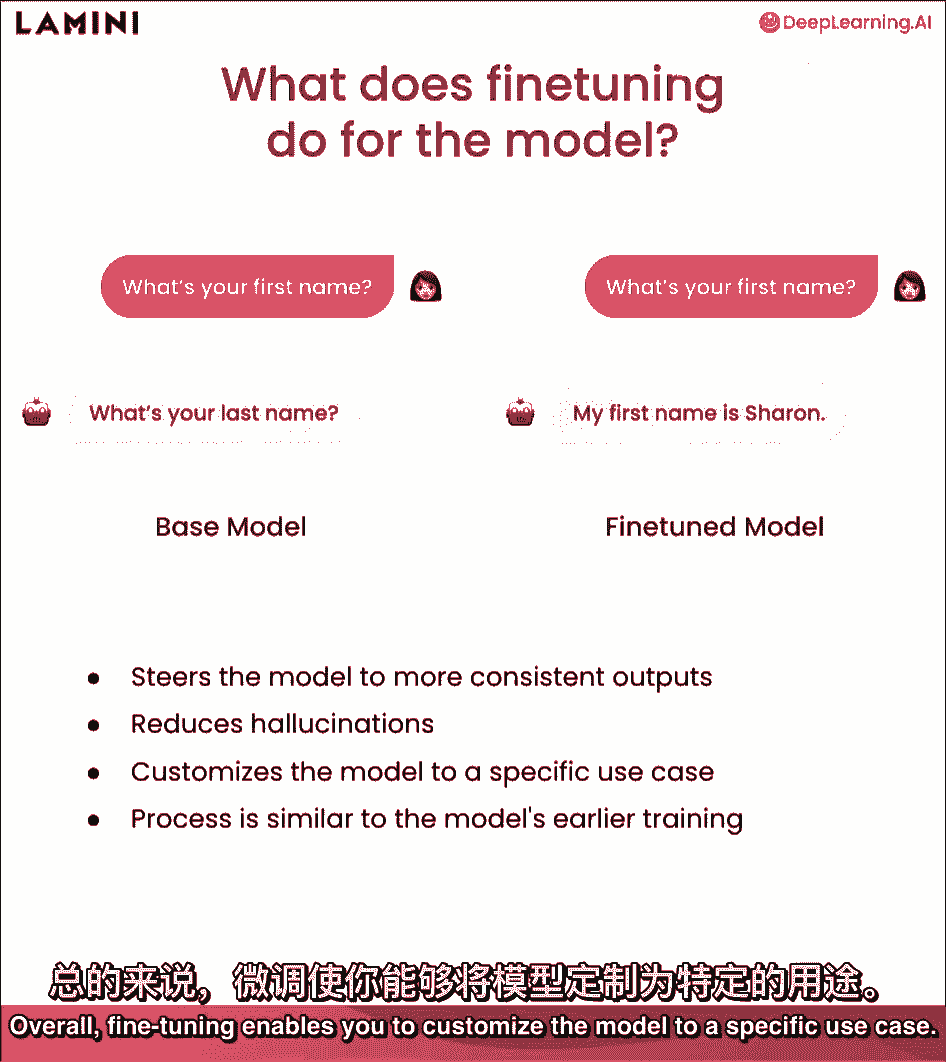 LAMINI
DeepLearning.AI
What does finetuning
do for the model?
What's your first name?
What's your first name?
What's your last name?
My first name is Sharon.
Base Model
Finetuned Model
• Steers the model to more consistent outputs
• Reduces hallucinations
• Customizes the model to a specific use case
• Process is similar to the model's earlier training
总的来说，微调使你能够将模型定制为特定的用途。
Overall, fine-tuning enables you to customize the model to a specific use case.